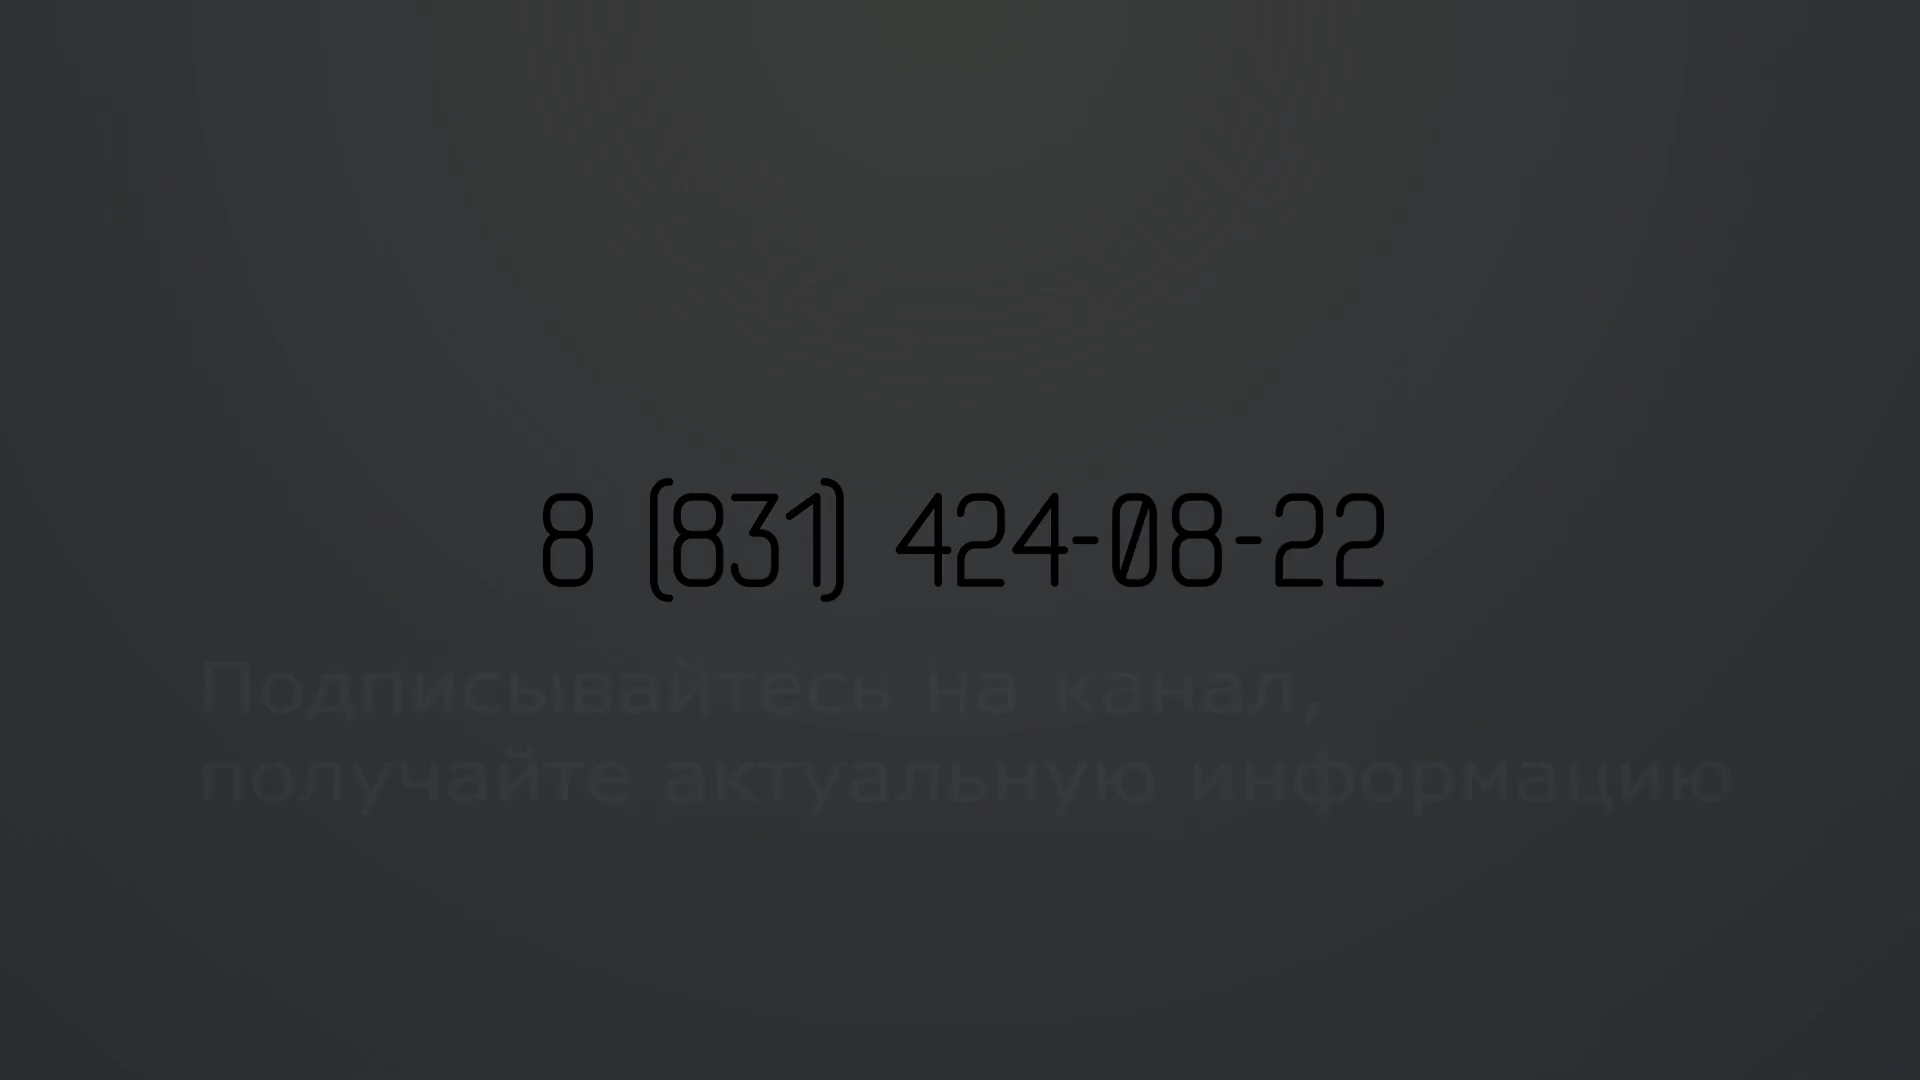 8 (831) 424-08-22
Подписывайтесь на канал,
получайте актуальную информацию